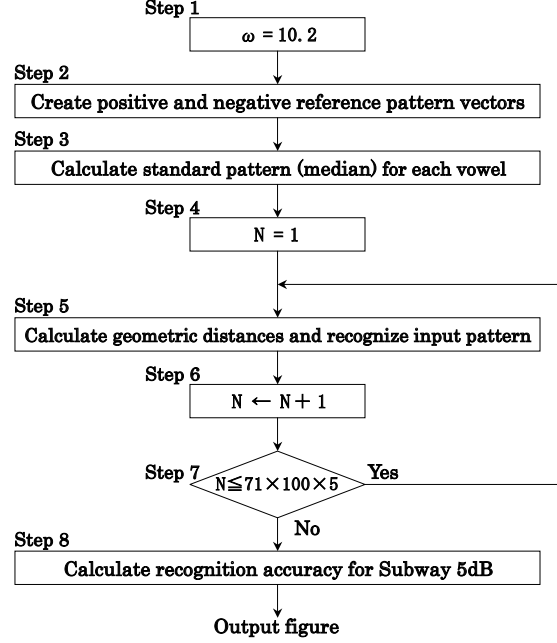 Step 1
ω = 10.2
Step 2
Create positive and negative reference pattern vectors
Step 3
Calculate standard pattern (median) for each vowel
Step 4
N = 1
Step 5
Calculate geometric distances and recognize input pattern
Step 6
N ← N + 1
Step 7
N≦71×100×5
Yes
No
Step 8
Calculate recognition accuracy for Subway 5dB
Output figure